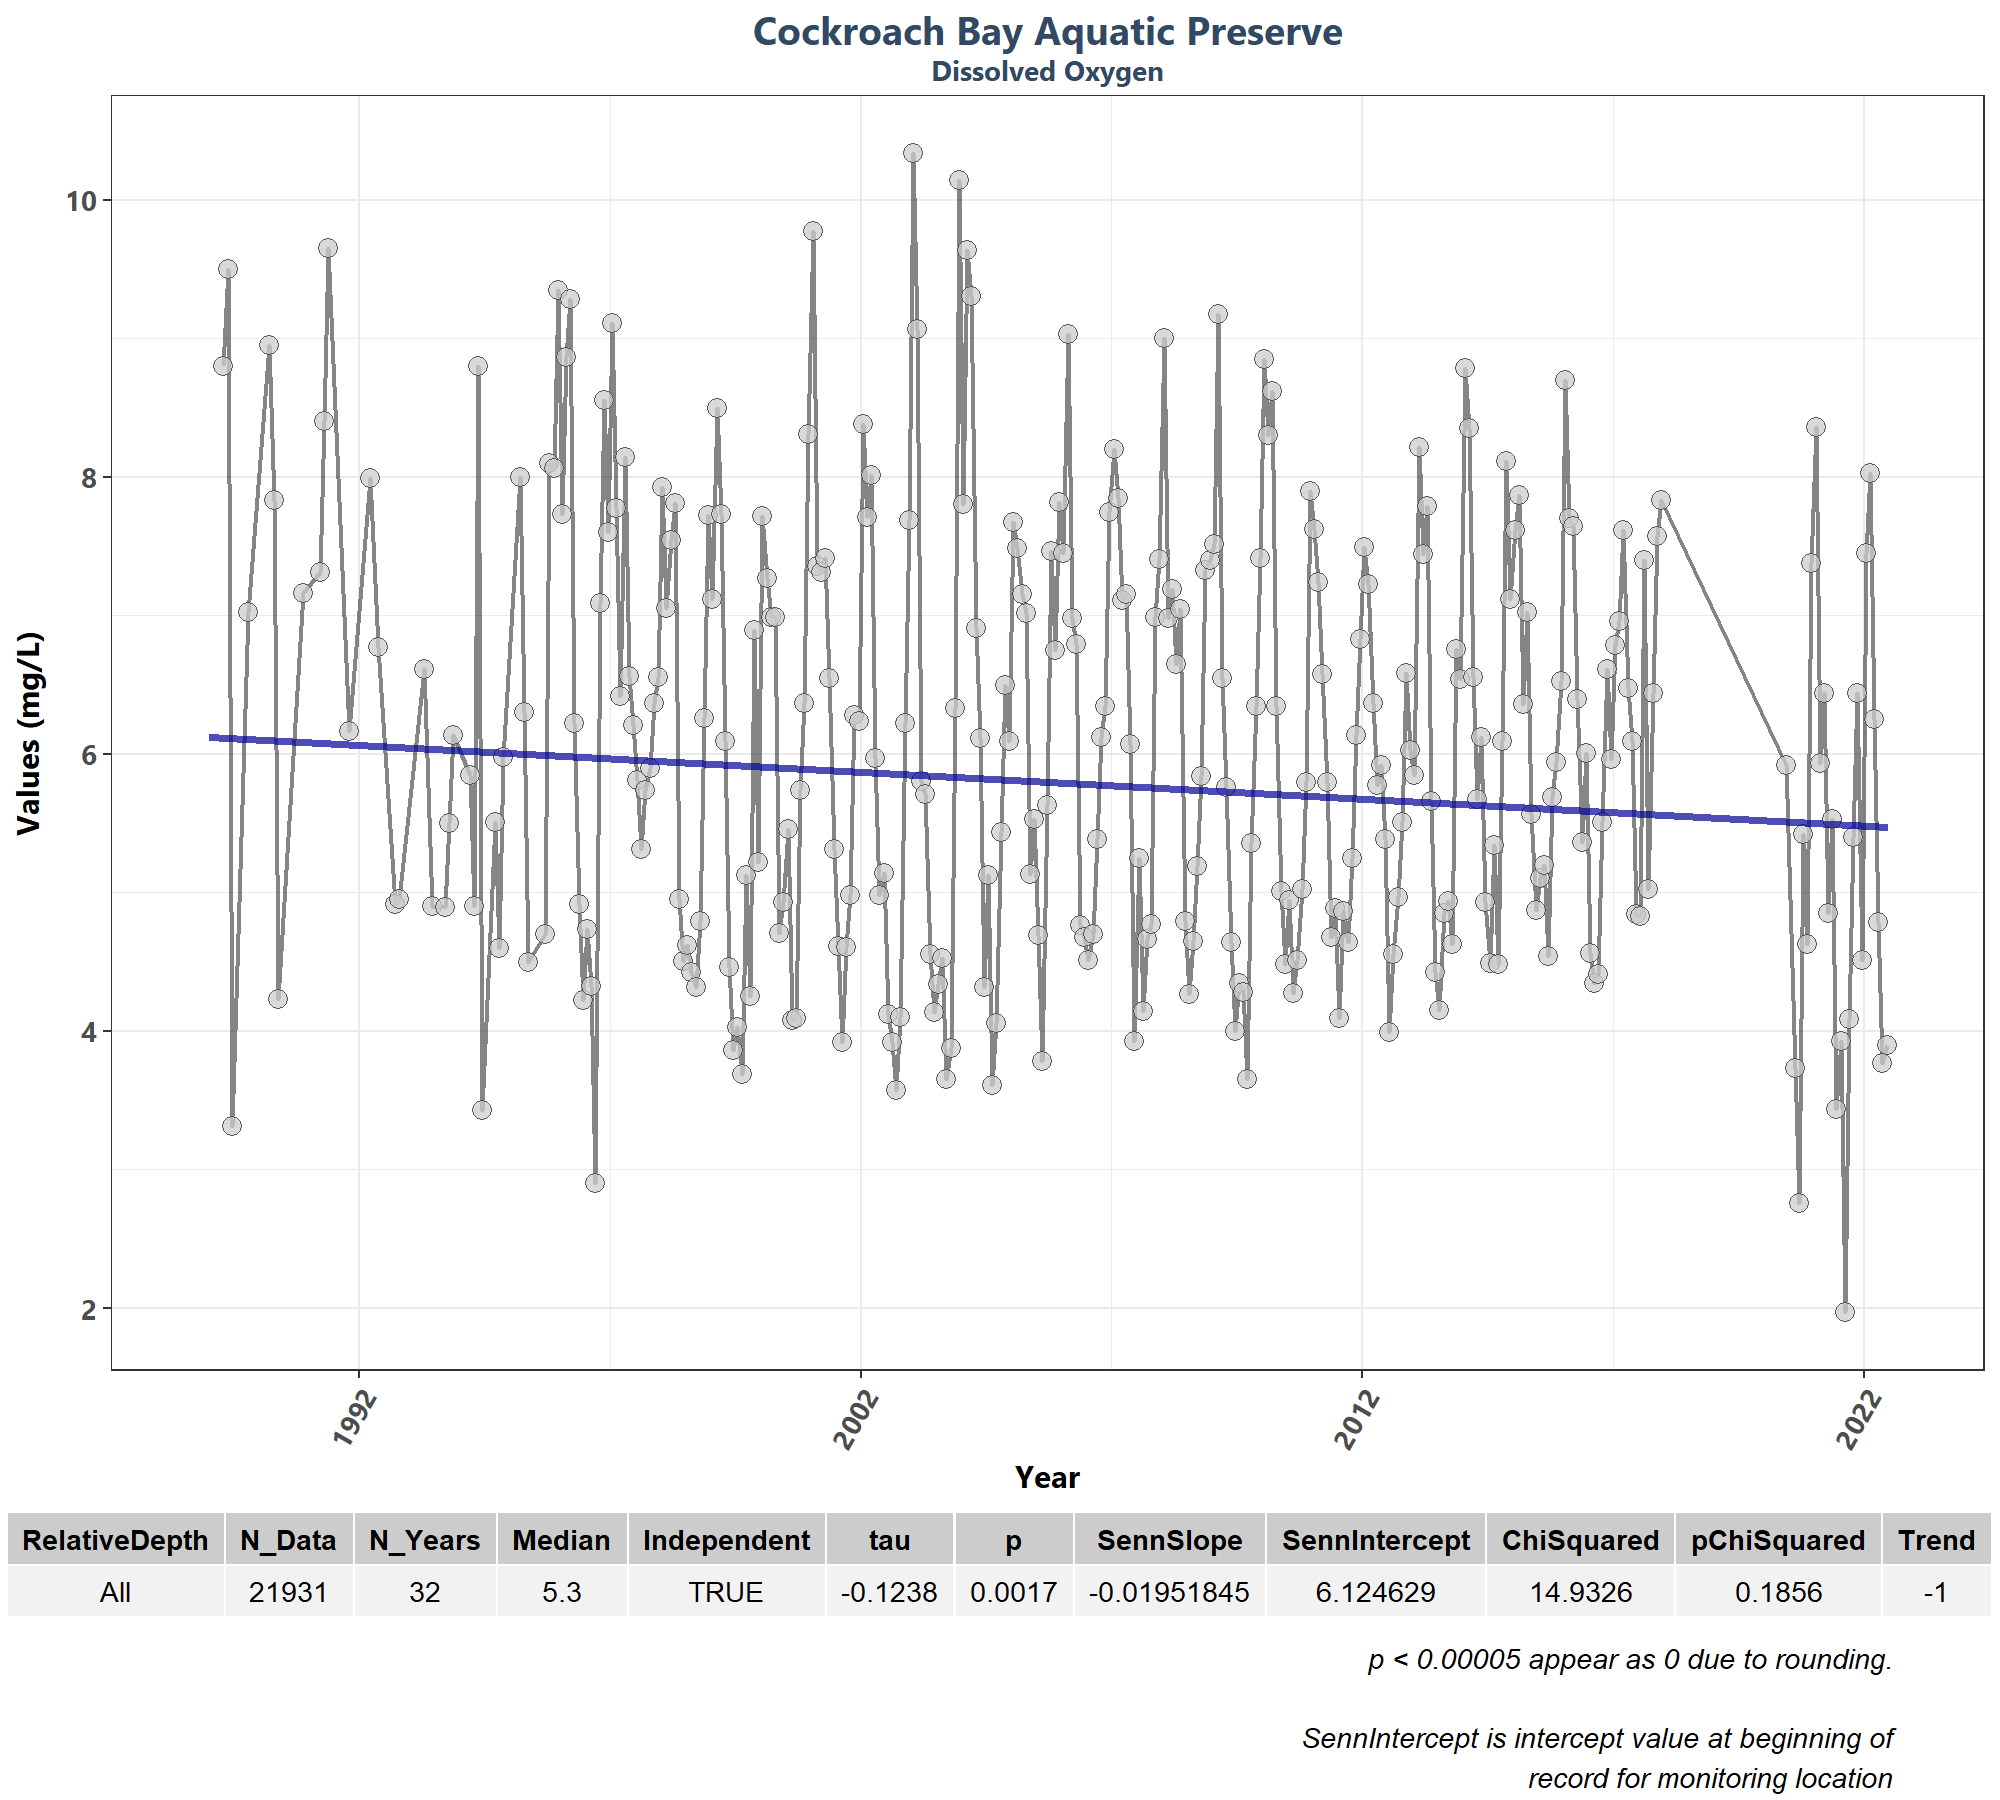 Cockroach Bay Aquatic Preserve
Dissolved Oxygen
Values (mg/L)
10
8
6
4
2
1992
2002
2012
2022
Year
RelativeDepth N_Data N_Years Median Independent tau p SennSlope SennIntercept ChiSquared pChiSquared Trend
All 21931 32 5.3 TRUE -0.1238 0.0017 -0.01951845 6.124629 14.9326 0.1856 -1
p < 0.00005 appear as 0 due to rounding.
SennIntercept is intercept value at beginning of
record for monitoring location